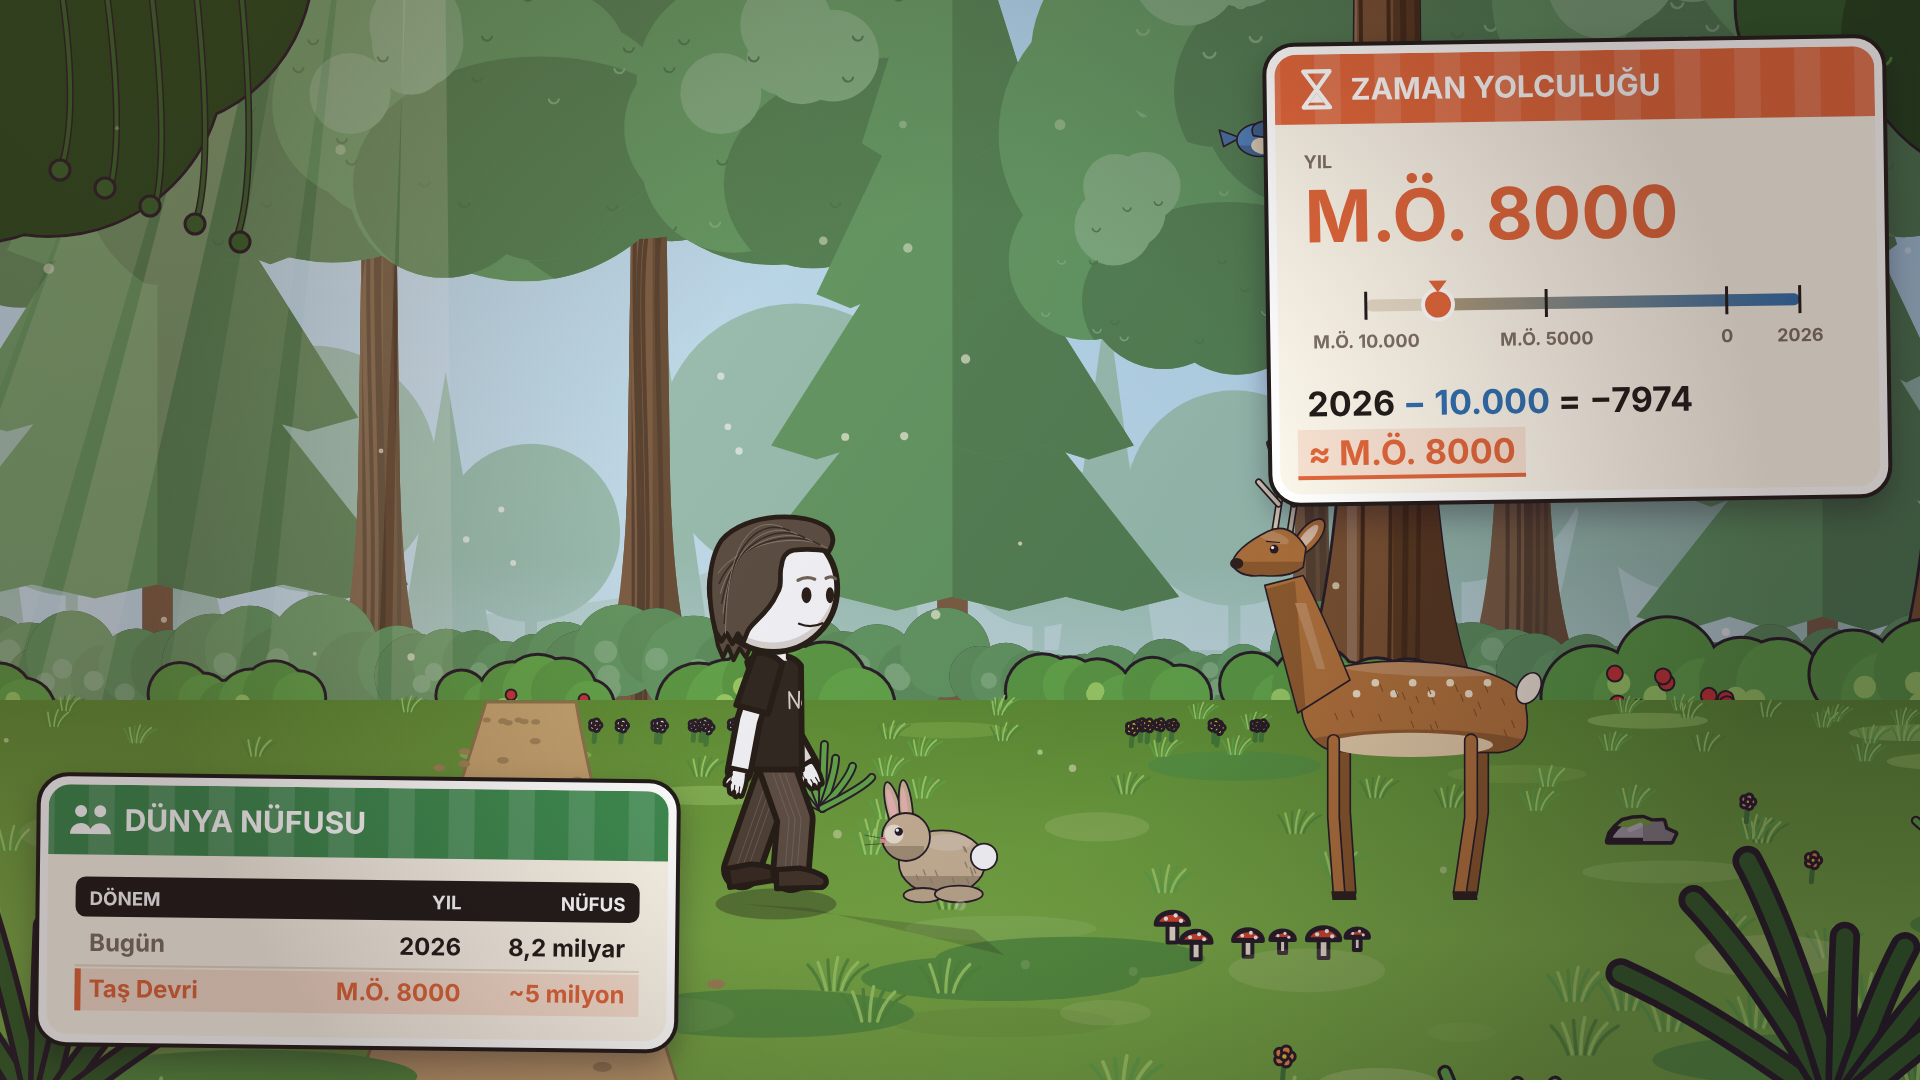 ZAMAN YOLCULUĞU
YIL
M.Ö. 8000
M.Ö. 10.000 M.Ö. 5000 0 2026
2026 – 10.000 = –7974
≈ M.Ö. 8000
N
DÜNYA NÜFUSU
DÖNEM YIL NÜFUS
Bugün 2026 8,2 milyar
Taş Devri M.Ö. 8000 ~5 milyon